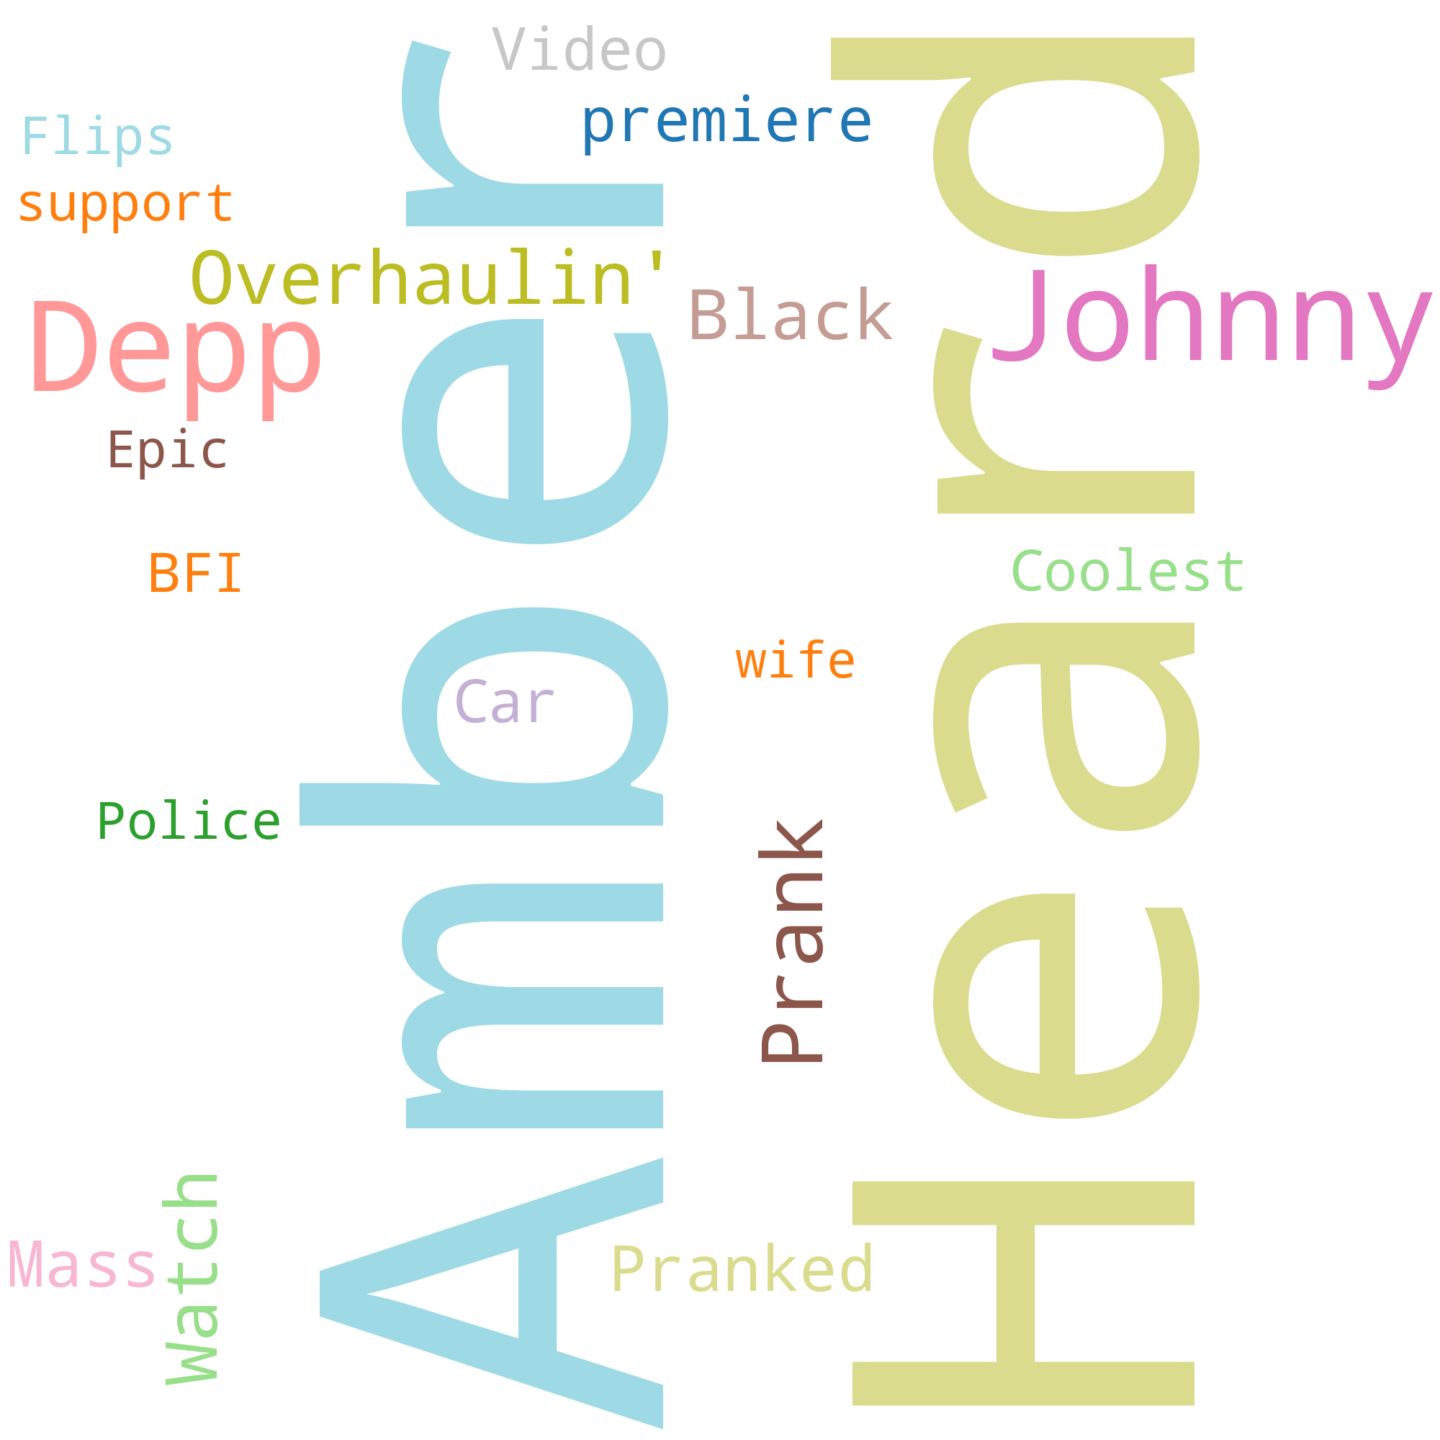 Video
premiere
Flips
support
Overhaulin'
Depp
Black
Johnny
Epic
BFI
Coolest
wife
Car
Police
Prank
Amber
Heard
Watch
Mass
Pranked